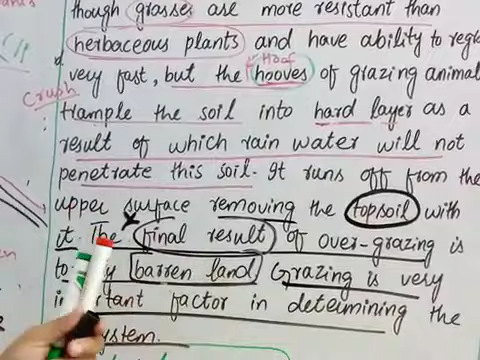 though grasses are more resistant than
herbaceous plants and have ability to
Hoof
very fast, but the hooves of grazing
Crush
trample the soil into hard layer as a
result of which rain water will not
penetrate this soil. It runs off from the
upper surface removing the topsoil with
it. The final result of over-grazing is
barren land Grazing is very
factor in determining the